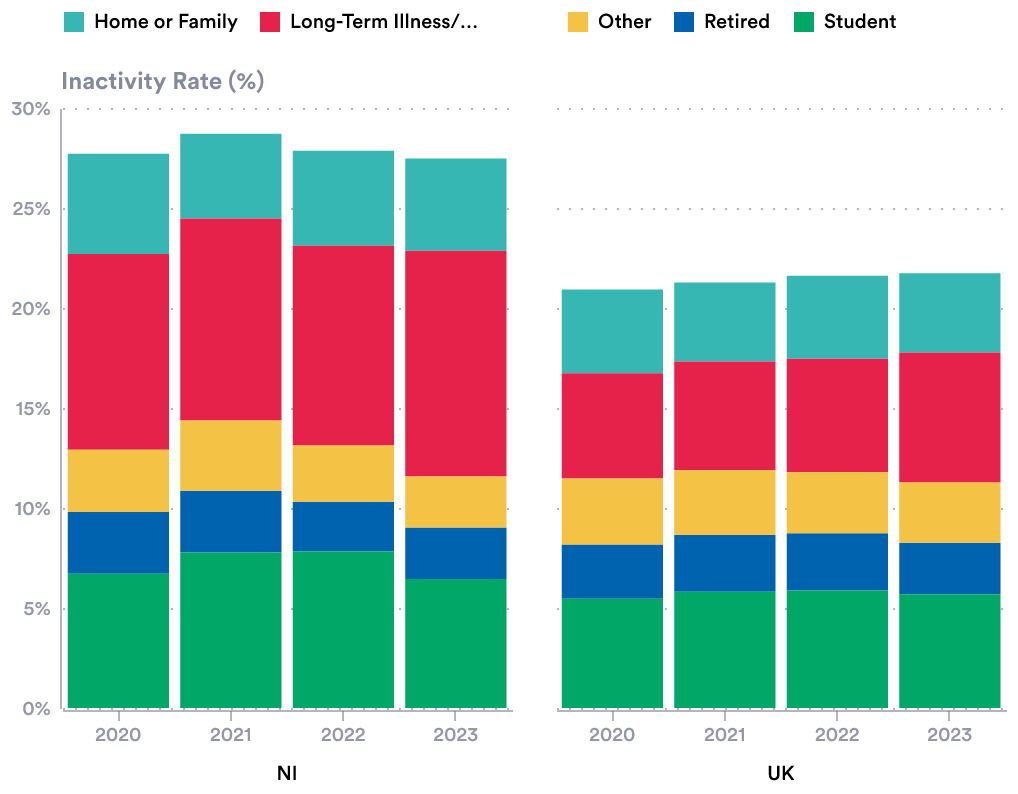 Home or Family Long-Term Illness/... Other Retired Student
Inactivity Rate (%)
30%
25%
20%
15%
10%
5%
0%
2020 2021 2022 2023 2020 2021 2022 2023
NI UK